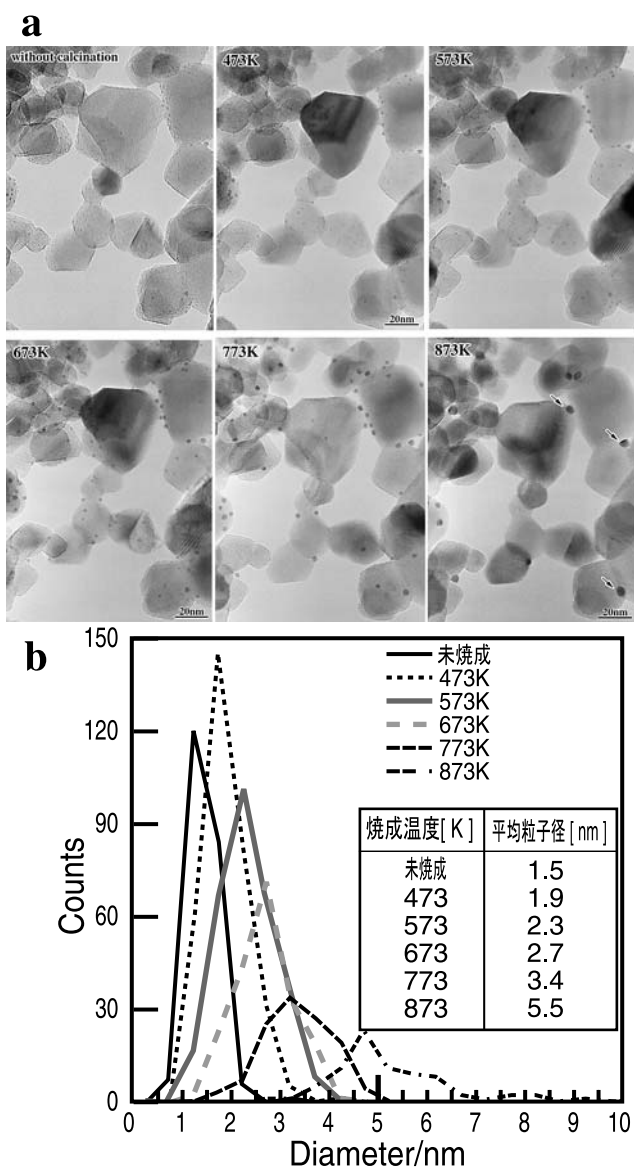 a
without calcination
473K
573K
20nm
20nm
673K
773K
873K
20nm
20nm
b
150
120
90
60
30
0
Counts
0 1 2 3 4 5 6 7 8 9 10
Diameter/nm
未焼成
473K
573K
673K
773K
873K
焼成温度[ K ] 平均粒子径[ nm ]
未焼成 1.5
473 1.9
573 2.3
673 2.7
773 3.4
873 5.5